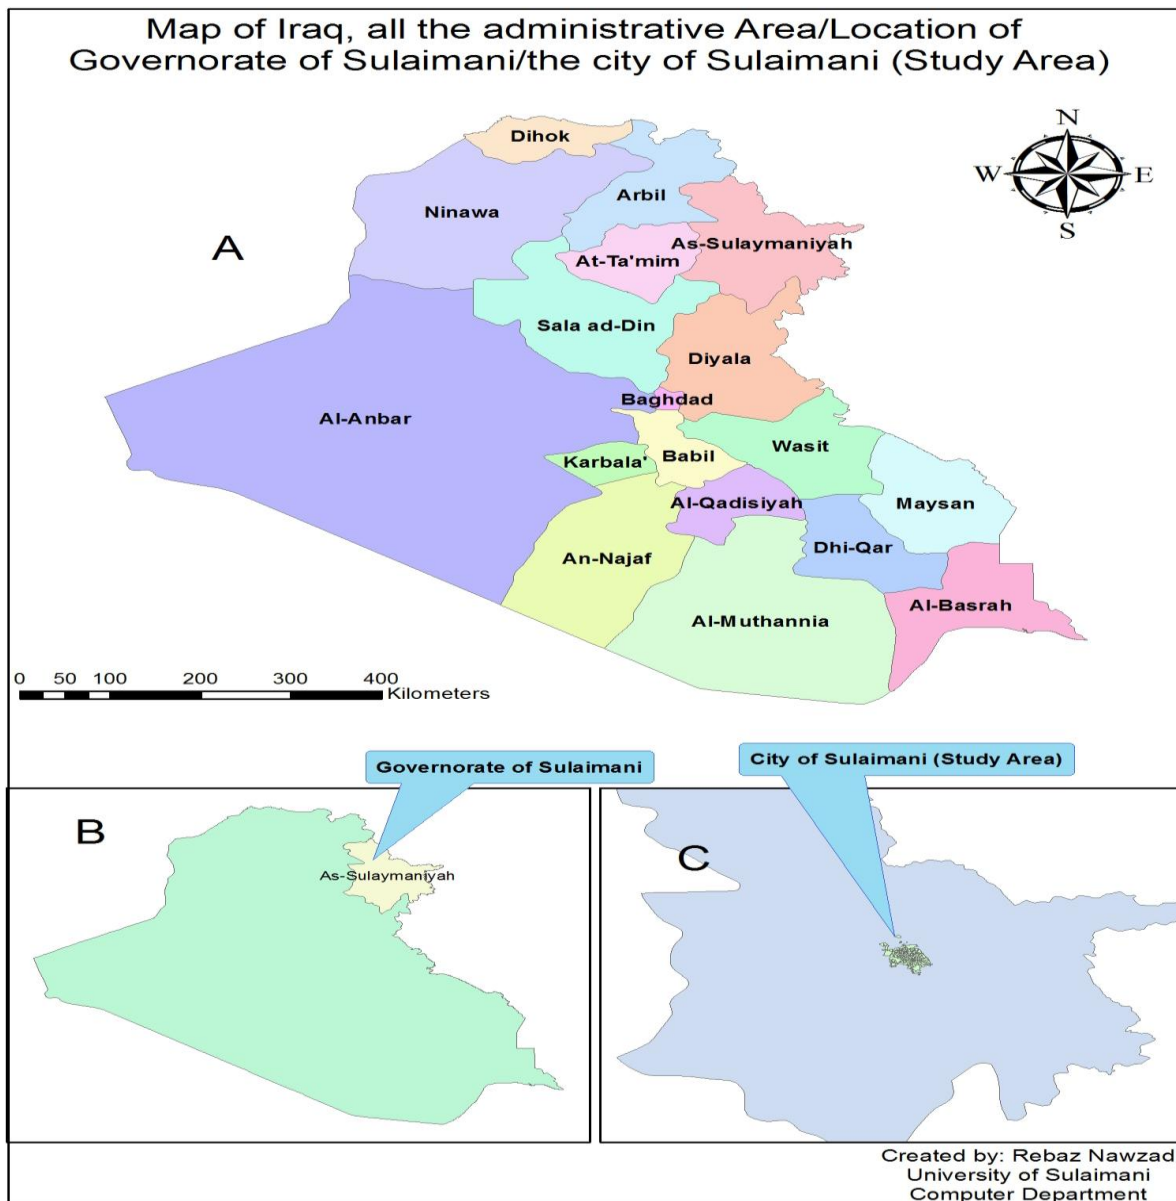 Map of Iraq, all the administrative Area/Location of
Governorate of Sulaimani/the city of Sulaimani (Study Area)
N
W
E
S
A
Dihok
Ninawa
Arbil
As-Sulaymaniyah
At-Ta'mim
Sala ad-Din
Diyala
Baghdad
Al-Anbar
Wasit
Babil
Karbala'
Al-Qadisiyah
Maysan
Dhi-Qar
An-Najaf
Al-Basrah
Al-Muthannia
0 50 100 200 300 400
Kilometers
Governorate of Sulaimani
City of Sulaimani (Study Area)
B
As-Sulaymaniyah
C
Created by: Rebaz Nawzad
University of Sulaimani
Computer Department